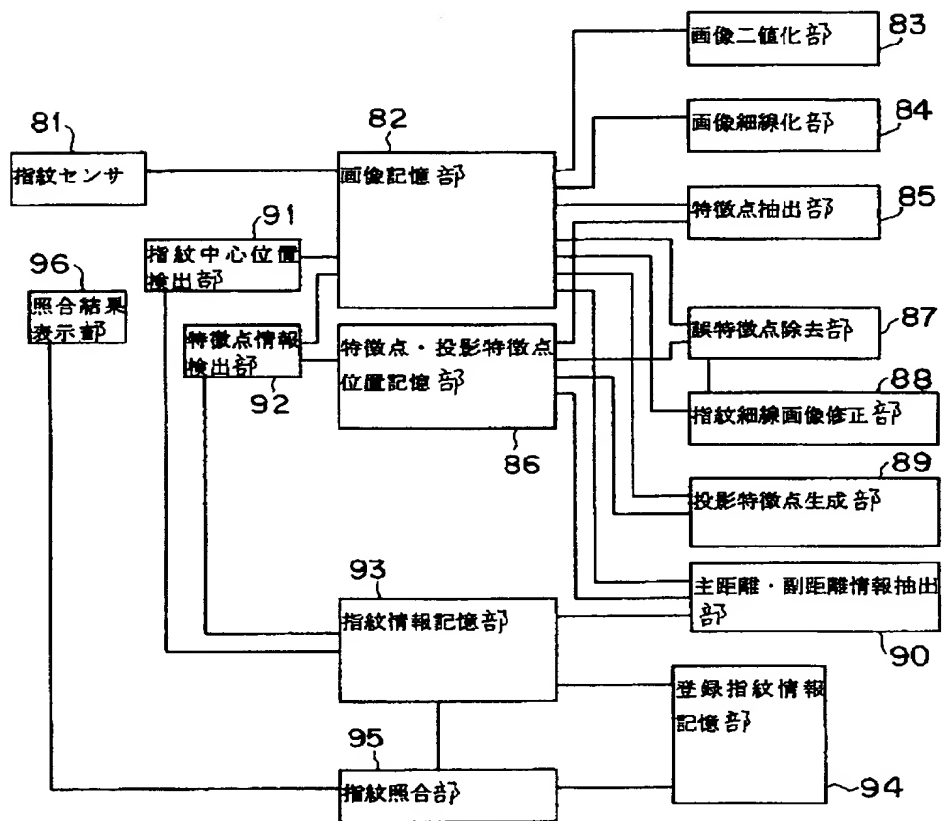 画像二値化部
83
画像細線化部
84
81
指紋センサ
82
画像記憶部
特徴点抽出部
85
91
指紋中心位置
検出部
96
照合結果
表示部
特徴点情報
検出部
92
特徴点・投影特徴点
位置記憶部
86
誤特徴点除去部
87
88
指紋細線画像修正部
89
投影特徴点生成部
93
指紋情報記憶部
主距離・副距離情報抽出
部
90
登録指紋情報
記憶部
94
95
指紋照合部